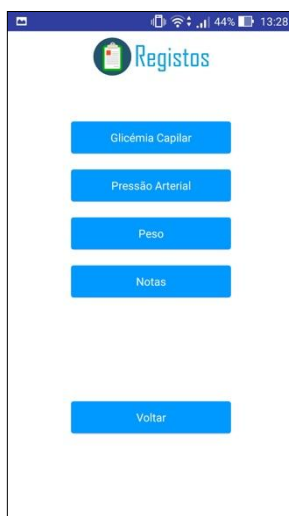 44% 13:28
Registos
Glicémia Capilar
Pressão Arterial
Peso
Notas
Voltar